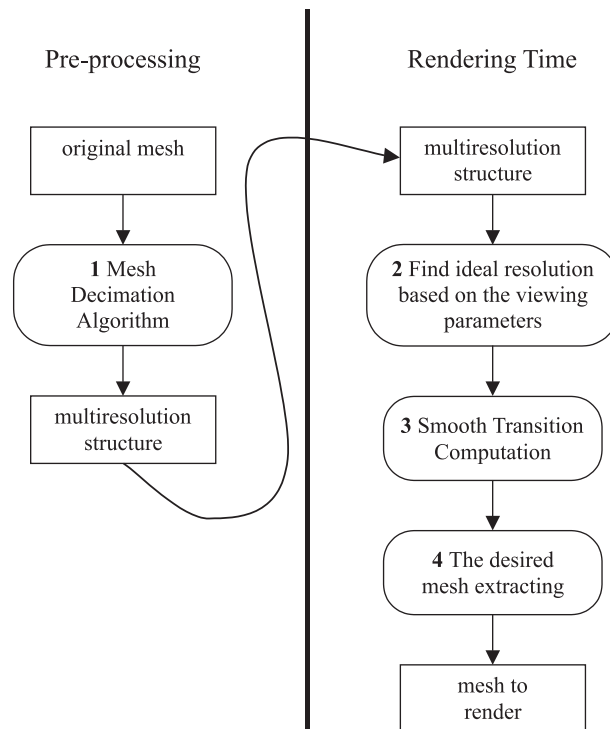 Pre-processing
original mesh
1 Mesh
Decimation
Algorithm
multiresolution
structure
Rendering Time
multiresolution
structure
2 Find ideal resolution
based on the viewing
parameters
3 Smooth Transition
Computation
4 The desired
mesh extracting
mesh to
render